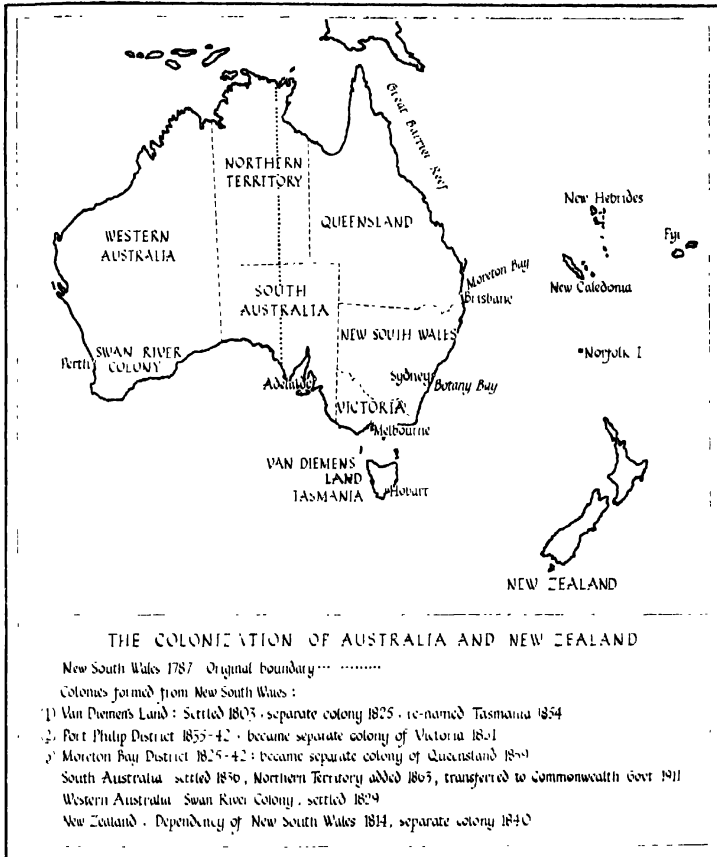 Great Barrier Reef
NORTHERN
TERRITORY
New Hebrides
QUEENSLAND
WESTERN
AUSTRALIA
Fiji
Moreton Bay
New Caledonia
Brisbane
SOUTH
AUSTRALIA
NEW SOUTH WALES
Norfolk I
Perth
SWAN RIVER
COLONY
Adelaide
Sydney
Botany Bay
VICTORIA
Melbourne
VAN DIEMENS
LAND
TASMANIA
Hobart
NEW ZEALAND
THE COLONIZATION OF AUSTRALIA AND NEW ZEALAND
New South Wales 1787 Original boundary ... .........
Colonies formed from New South Wales :
1) Van Diemen's Land : Settled 1803 . separate colony 1825 . re-named Tasmania 1854
2. Port Philip District 1835-42 . became separate colony of Victoria 1851
3) Moreton Bay District 1825-42 : became separate colony of Queensland 1859
South Australia settled 1836 , Northern Territory added 1863 , transferred to Commonwealth Govt 1911
Western Australia Swan River Colony . settled 1829
New Zealand . Dependency of New South Wales 1814 , separate colony 1840